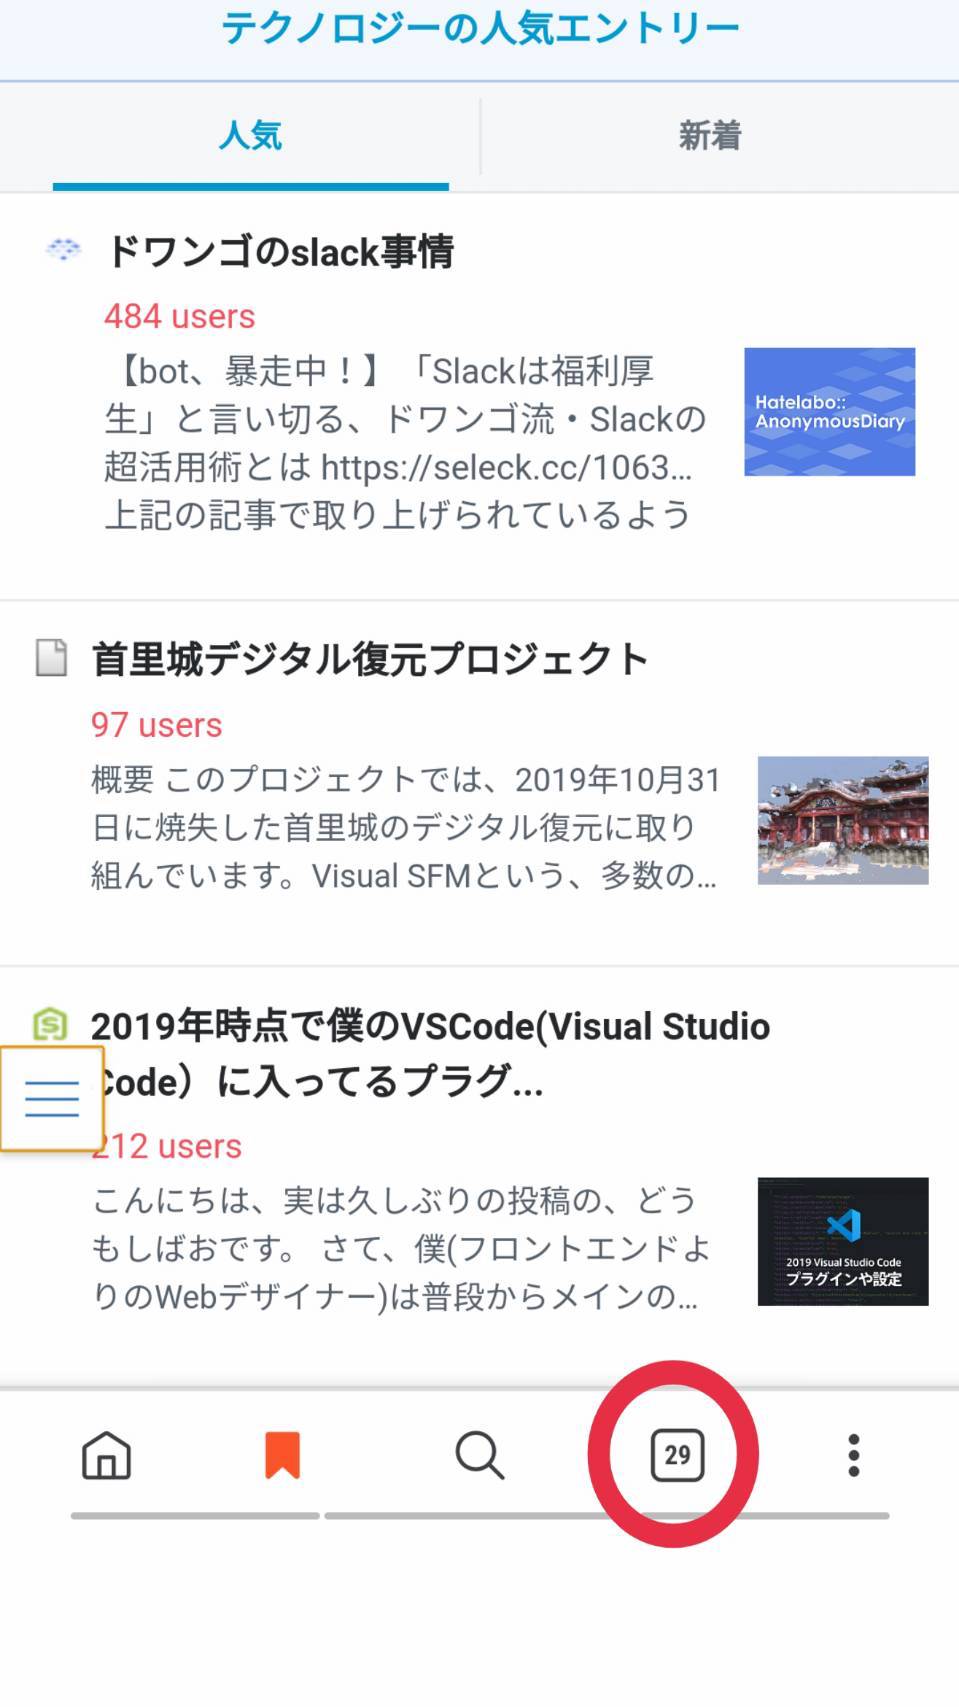 テクノロジーの人気エントリー
人気
新着
ドワンゴのslack事情
484 users
【bot、暴走中！】「Slackは福利厚
生」と言い切る、ドワンゴ流・Slackの
超活用術とは https://seleck.cc/1063...
上記の記事で取り上げられているよう
Hatelabo::
AnonymousDiary
首里城デジタル復元プロジェクト
97 users
概要 このプロジェクトでは、2019年10月31
日に焼失した首里城のデジタル復元に取り
組んでいます。Visual SFMという、多数の...
2019年時点で僕のVSCode(Visual Studio
Code）に入ってるプラグ...
212 users
こんにちは、実は久しぶりの投稿の、どう
もしばおです。 さて、僕(フロントエンドよ
りのWebデザイナー)は普段からメインの...
2019 Visual Studio Code
プラグインや設定
29